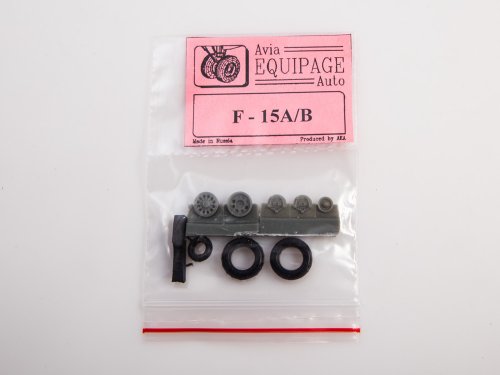 Avia
EQUIPAGE
Auto
F - 15A/B
Made in Russia
Produced by AKA